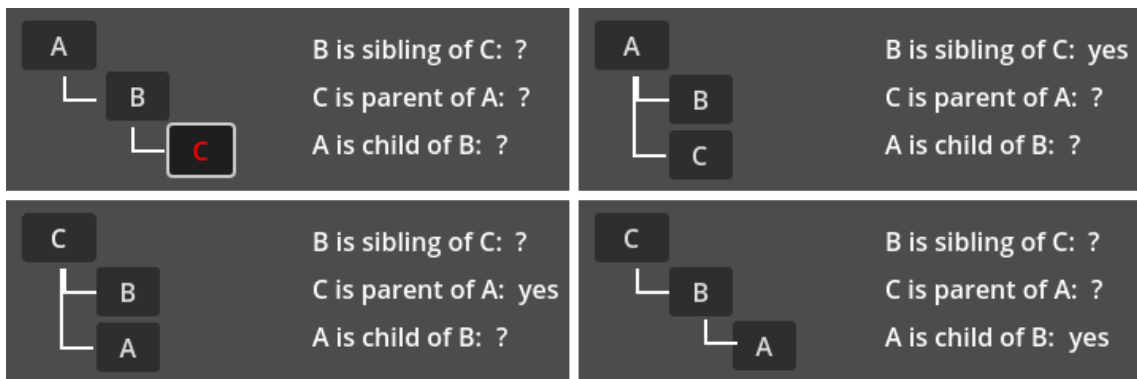 A
B
C
B is sibling of C: ?
C is parent of A: ?
A is child of B: ?
A
B
C
B is sibling of C: yes
C is parent of A: ?
A is child of B: ?
C
B
A
B is sibling of C: ?
C is parent of A: yes
A is child of B: ?
C
B
A
B is sibling of C: ?
C is parent of A: ?
A is child of B: yes